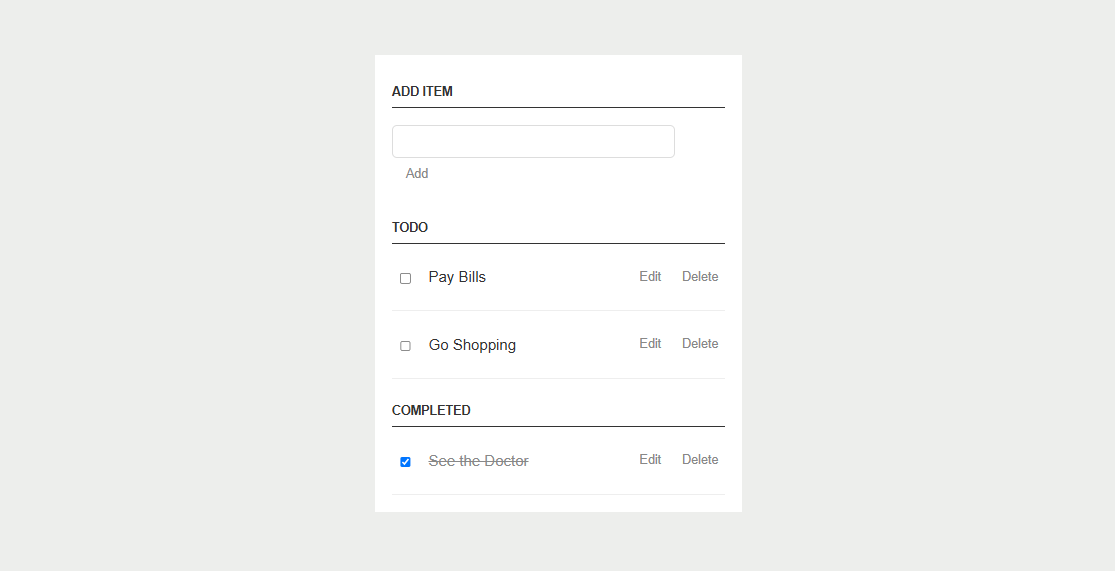 ADD ITEM
Add
TODO
Pay Bills Edit Delete
Go Shopping Edit Delete
COMPLETED
See the Doctor Edit Delete